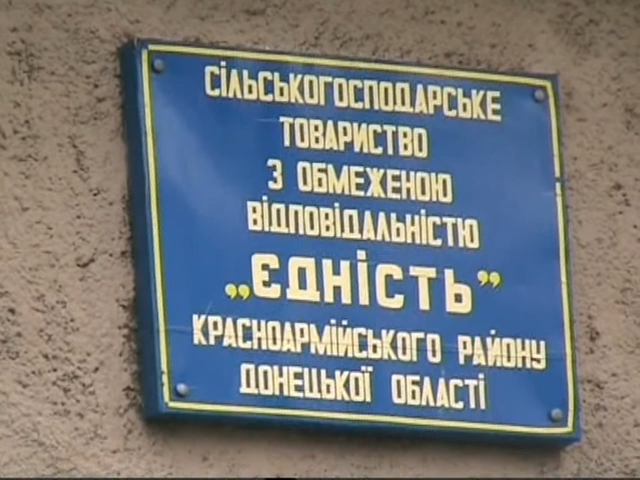 СІЛЬСЬКОГОСПОДАРСЬКЕ
ТОВАРИСТВО
З ОБМЕЖЕНОЮ
ВІДПОВІДАЛЬНІСТЮ
„ЄДНІСТЬ”
КРАСНОАРМІЙСЬКОГО РАЙОНУ
ДОНЕЦЬКОЇ ОБЛАСТІ